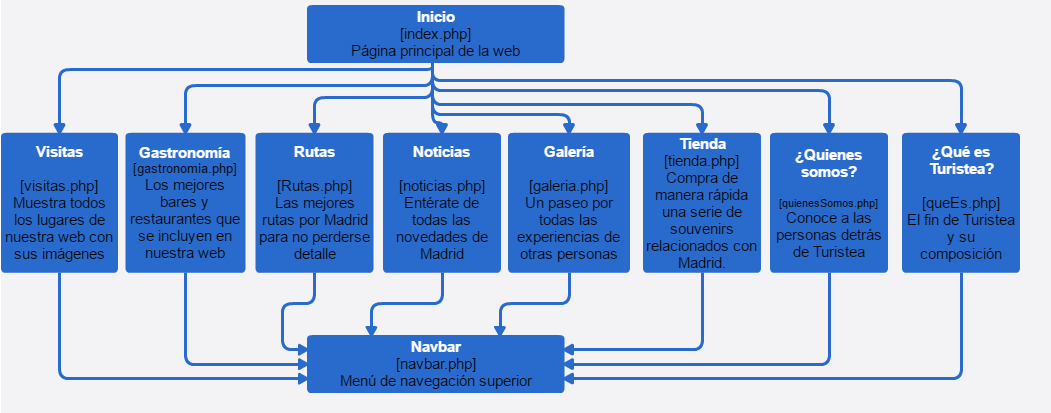 Inicio
[index.php]
Página principal de la web
Visitas
[visitas.php]
Muestra todos
los lugares de
nuestra web con
sus imágenes
Gastronomía
[gastronomia.php]
Los mejores
bares y
restaurantes que
se incluyen en
nuestra web
Rutas
[Rutas.php]
Las mejores
rutas por Madrid
para no perderse
detalle
Noticias
[noticias.php]
Entérate de
todas las
novedades de
Madrid
Galería
[galeria.php]
Un paseo por
todas las
experiencias de
otras personas
Tienda
[tienda.php]
Compra de
manera rápida
una serie de
souvenirs
relacionados con
Madrid.
¿Quienes
somos?
[quienesSomos.php]
Conoce a las
personas detrás
de Turistea
¿Qué es
Turistea?
[queEs.php]
El fin de Turistea
y su
composición
Navbar
[navbar.php]
Menú de navegación superior